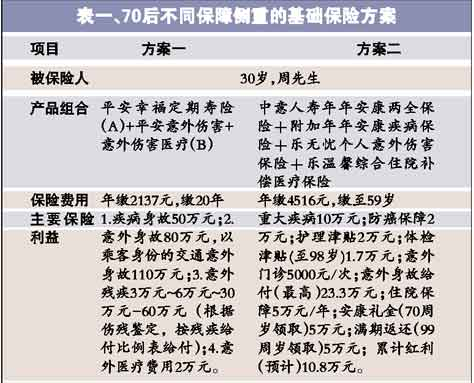 表一、70后不同保障侧重的基础保险方案
项目 方案一 方案二
被保险人 30岁,周先生
产品组合 平安幸福定期寿险 中意人寿年年安康两全保
(A)+平安意外伤害+ 险+附加年年安康疾病保
意外伤害医疗(B) 险+乐无忧个人意外伤害
保险+乐温馨综合住院补
偿医疗保险
保险费用 年缴2137元,缴20年 年缴4516元,缴至59岁
主要保险 1.疾病身故50万元;2. 重大疾病10万元;防癌保障2
利益 意外身故80万元,以 万元;护理津贴2万元;体检
乘客身份的交通意外 津贴(至98岁)1.7万元;意外
身故110万元;3.意外 门诊5000元/次;意外身故给
残疾3万元~6万元~30 付(最高)23.3万元;住院保
万元-60万元(根据 障5万元/年;安康礼金(70周
伤残鉴定,按残疾给 岁领取)5万元;满期返还(99
付比例表给付);4.意 周岁领取)5万元;累计红利
外医疗费用2万元。 (预计)10.8万元。